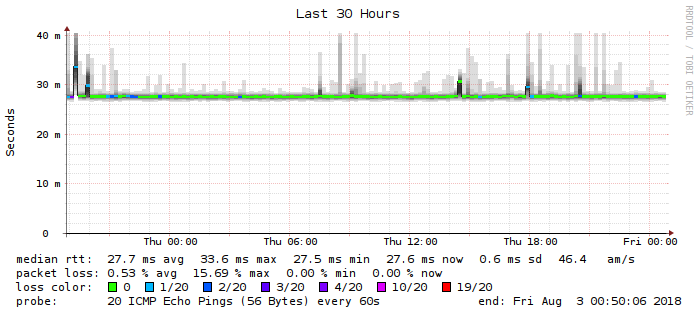 Last 30 Hours
RRDTOOL / TOBI OETIKER
Seconds
40 m
30 m
20 m
10 m
0
Thu 00:00 Thu 06:00 Thu 12:00 Thu 18:00 Fri 00:00
median rtt: 27.7 ms avg 33.6 ms max 27.5 ms min 27.6 ms now 0.6 ms sd 46.4 am/s
packet loss: 0.53 % avg 15.69 % max 0.00 % min 0.00 % now
loss color: 0 1/20 2/20 3/20 4/20 10/20 19/20
probe: 20 ICMP Echo Pings (56 Bytes) every 60s end: Fri Aug 3 00:50:06 2018